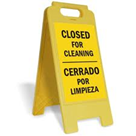 CLOSED
FOR
CLEANING
CERRADO
POR
LIMPIEZA